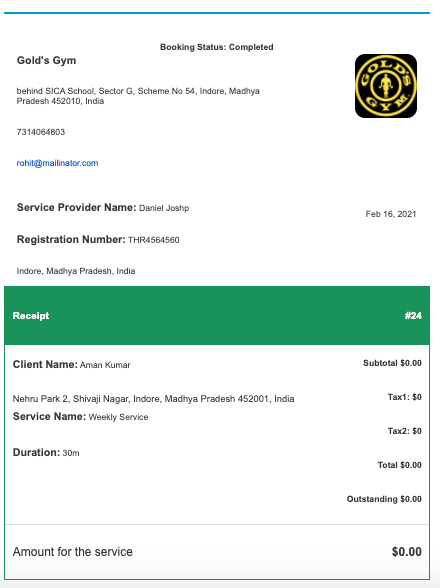 Booking Status: Completed
Gold's Gym
GOLD'S
GYM
behind SICA School, Sector G, Scheme No 54, Indore, Madhya
Pradesh 452010, India
7314064803
rohit@mailinator.com
Service Provider Name: Daniel Joshp
Feb 16, 2021
Registration Number: THR4564560
Indore, Madhya Pradesh, India
Receipt #24
Client Name: Aman Kumar
Subtotal $0.00
Nehru Park 2, Shivaji Nagar, Indore, Madhya Pradesh 452001, India
Tax1: $0
Service Name: Weekly Service
Tax2: $0
Duration: 30m
Total $0.00
Outstanding $0.00
Amount for the service $0.00